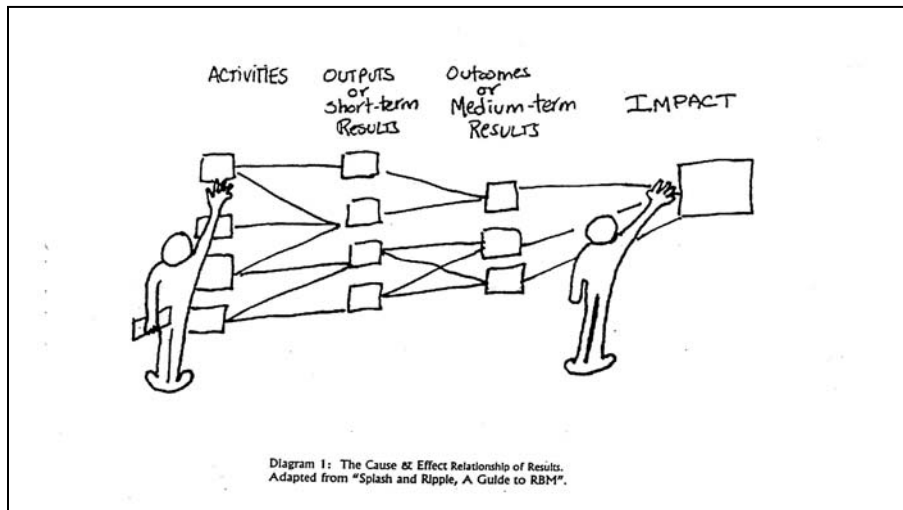 ACTIVITIES
OUTPUTS
or
Short-term
RESULTS
Outcomes
or
Medium-term
RESULTS
IMPACT
Diagram 1: The Cause & Effect Relationship of Results.
Adapted from "Splash and Ripple, A Guide to RBM".